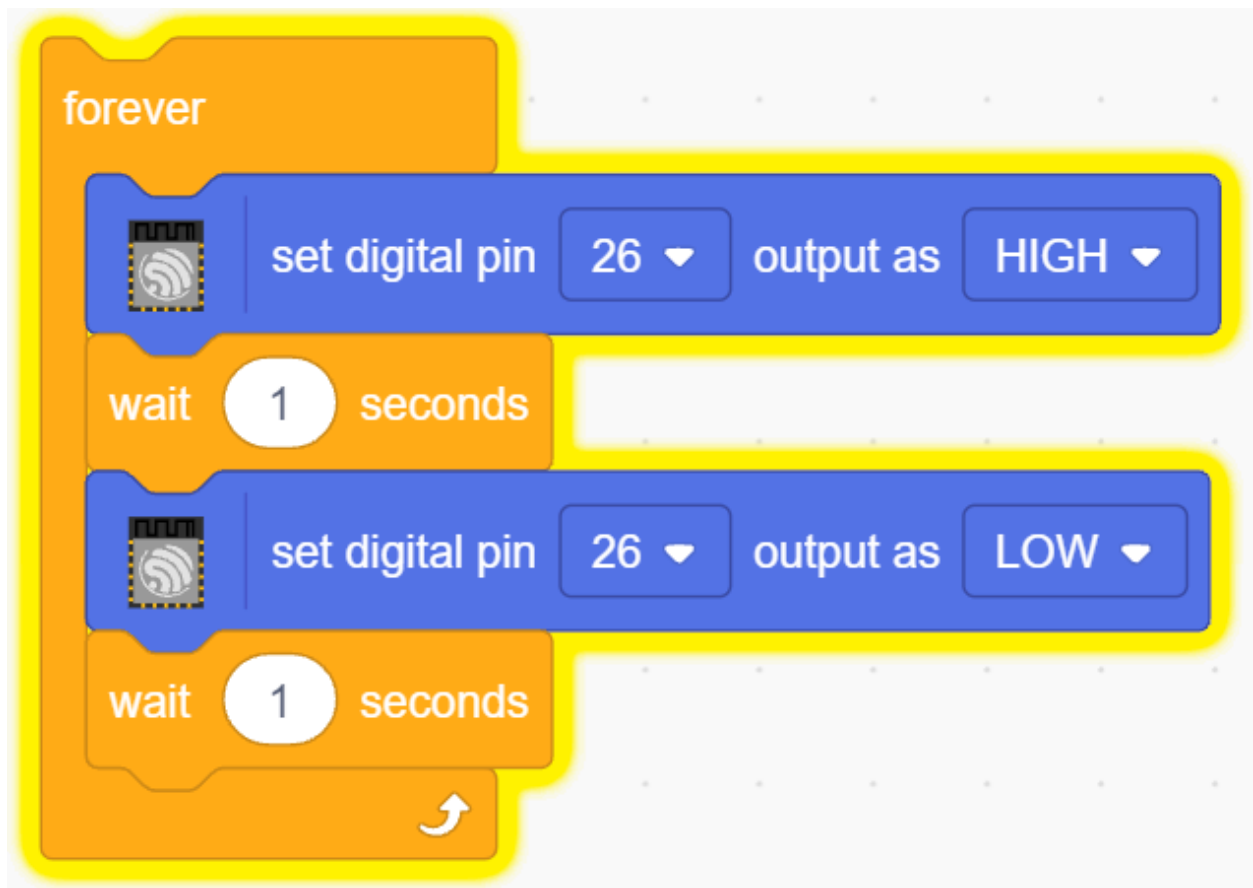 forever
set digital pin 26 output as HIGH
wait 1 seconds
set digital pin 26 output as LOW
wait 1 seconds